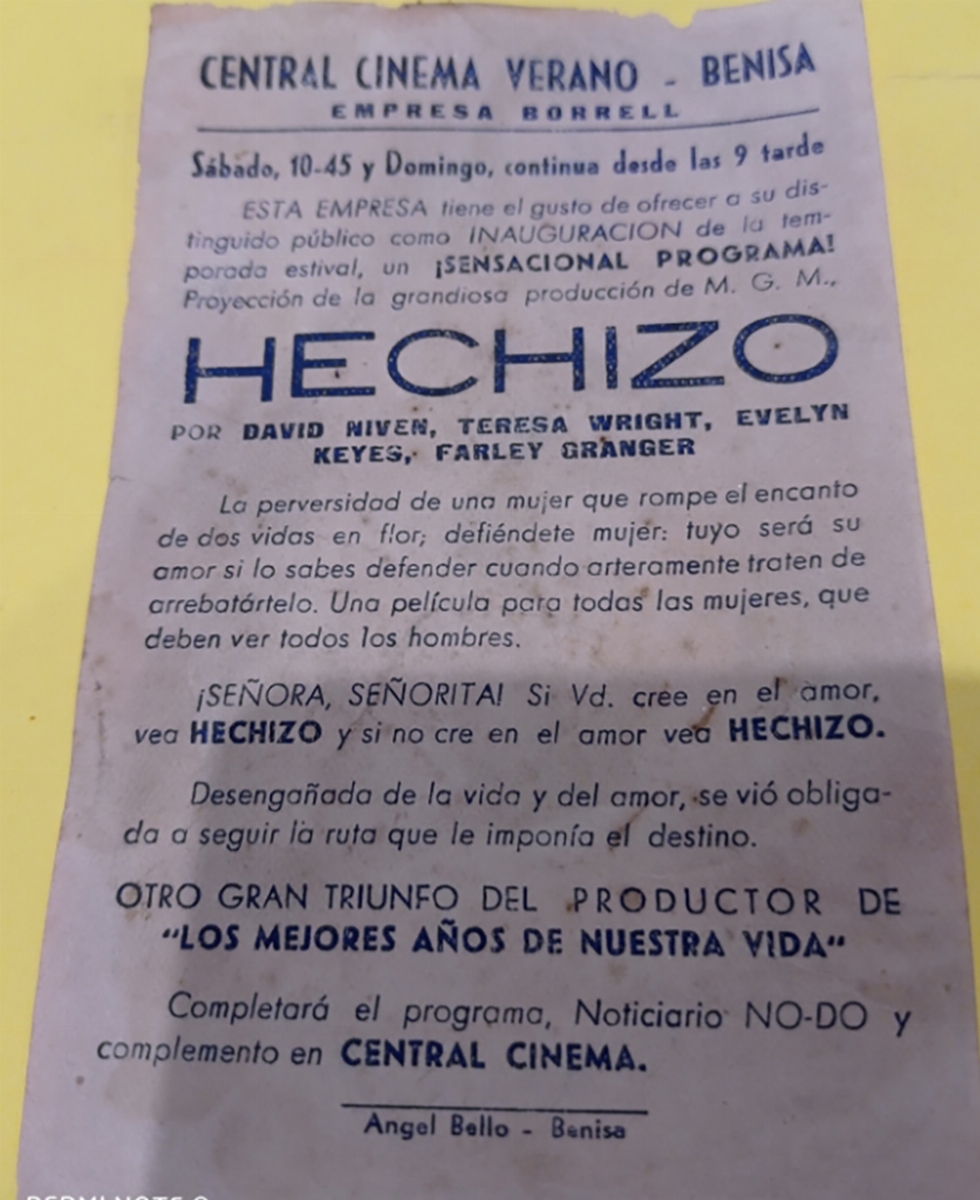 CENTRAL CINEMA VERANO - BENISA
EMPRESA BORRELL
Sábado, 10-45 y Domingo, continua desde las 9 tarde
ESTA EMPRESA tiene el gusto de ofrecer a su dis-
tinguido público como INAUGURACION de la tem-
porada estival, un ¡SENSACIONAL PROGRAMA!
Proyección de la grandiosa producción de M. G. M.,
HECHIZO
POR DAVID NIVEN, TERESA WRIGHT, EVELYN
KEYES, FARLEY GRANGER
La perversidad de una mujer que rompe el encanto
de dos vidas en flor; defiéndete mujer: tuyo será su
amor si lo sabes defender cuando arteramente traten de
arrebatártelo. Una película para todas las mujeres, que
deben ver todos los hombres.
¡SEÑORA, SEÑORITA! Si Vd. cree en el amor,
vea HECHIZO y si no cre en el amor vea HECHIZO.
Desengañada de la vida y del amor, se vió obliga-
da a seguir la ruta que le imponía el destino.
OTRO GRAN TRIUNFO DEL PRODUCTOR DE
"LOS MEJORES AÑOS DE NUESTRA VIDA"
Completará el programa, Noticiario NO-DO y
complemento en CENTRAL CINEMA.
Angel Bello - Benisa